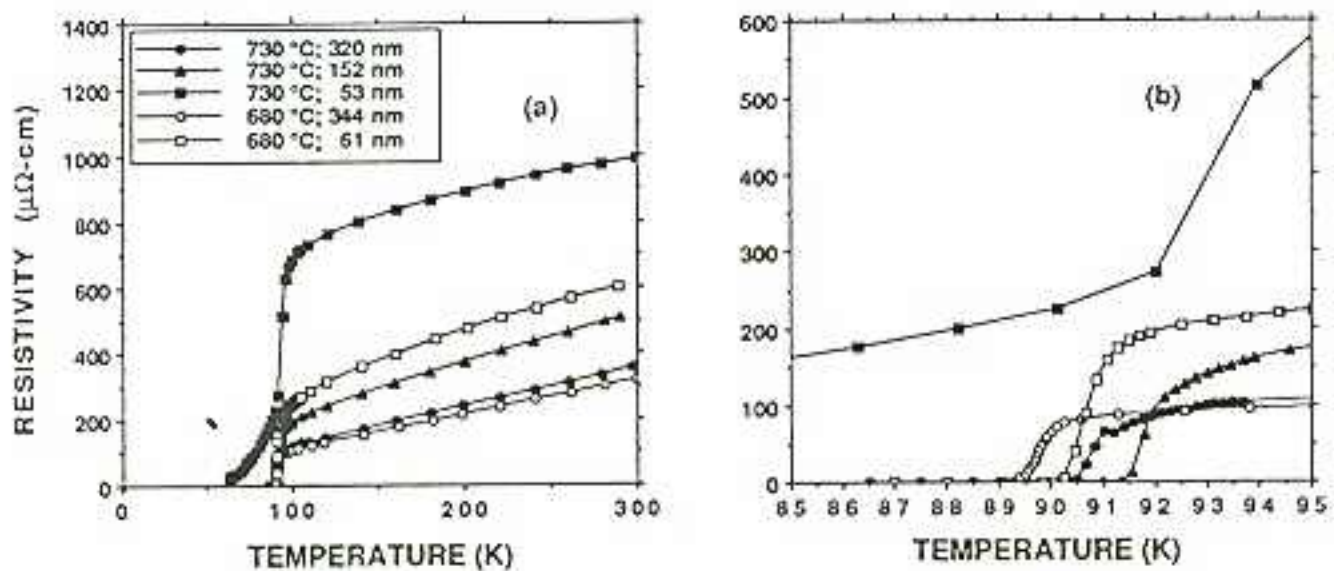 1400
1200
1000
800
600
400
200
0
RESISTIVITY (μΩ-cm)
730 °C; 320 nm
730 °C; 152 nm
730 °C; 53 nm
680 °C; 344 nm
680 °C; 61 nm
(a)
0 100 200 300
TEMPERATURE (K)
600
500
400
300
200
100
0
(b)
85 86 87 88 89 90 91 92 93 94 95
TEMPERATURE (K)